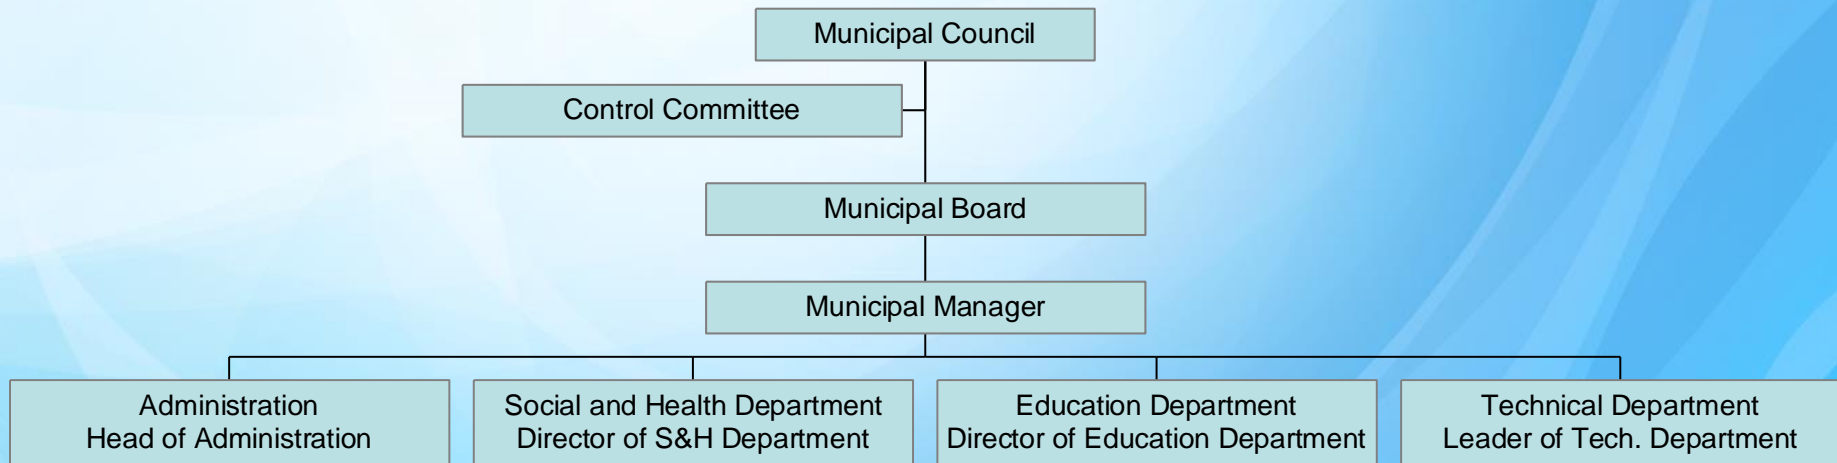 Municipal Council
Control Committee
Municipal Board
Municipal Manager
Administration
Head of Administration
Social and Health Department
Director of S&H Department
Education Department
Director of Education Department
Technical Department
Leader of Tech. Department